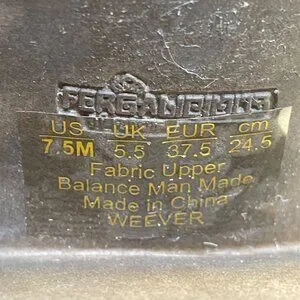 FERGALICIOUS
US UK EUR cm
7.5M 5.5 37.5 24.5
Fabric Upper
Balance Man Made
Made in China
WEEVER